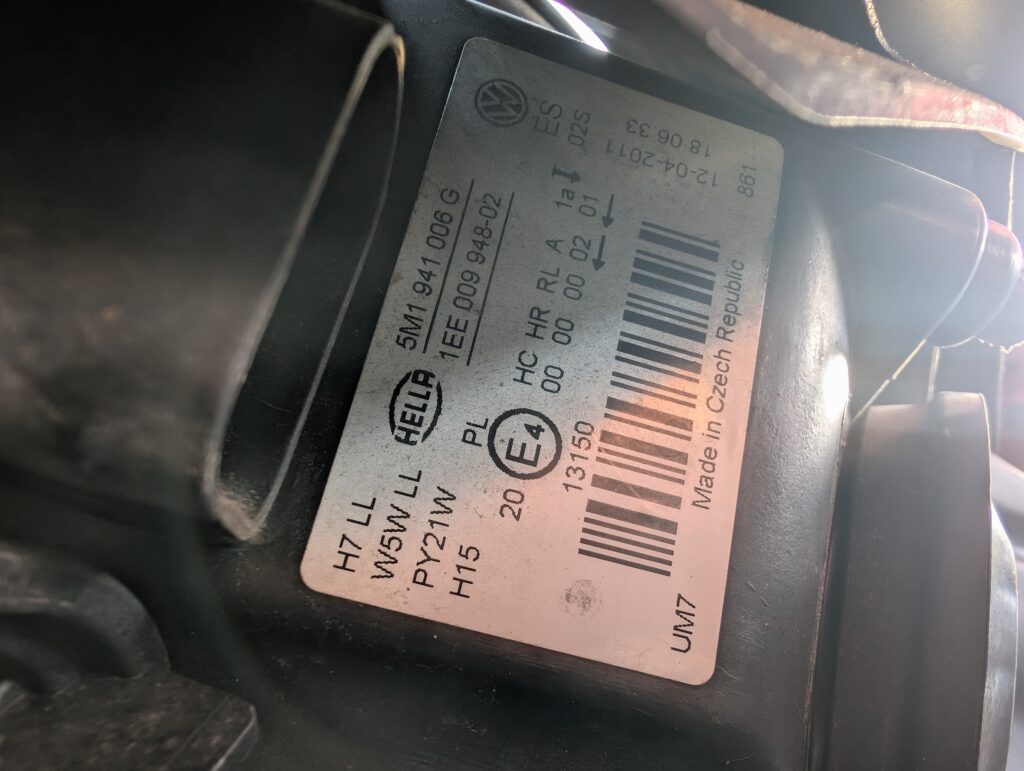 H7 LL
W5W LL
PY21W
H15
HELLA
5M1 941 006 G
1EE 009 948-02
ES
02S
12-04-2011
18:06:33
861
PL
20
E4
HC HR RL A 1a
00 00 00 02 01
13150
Made in Czech Republic
UM7